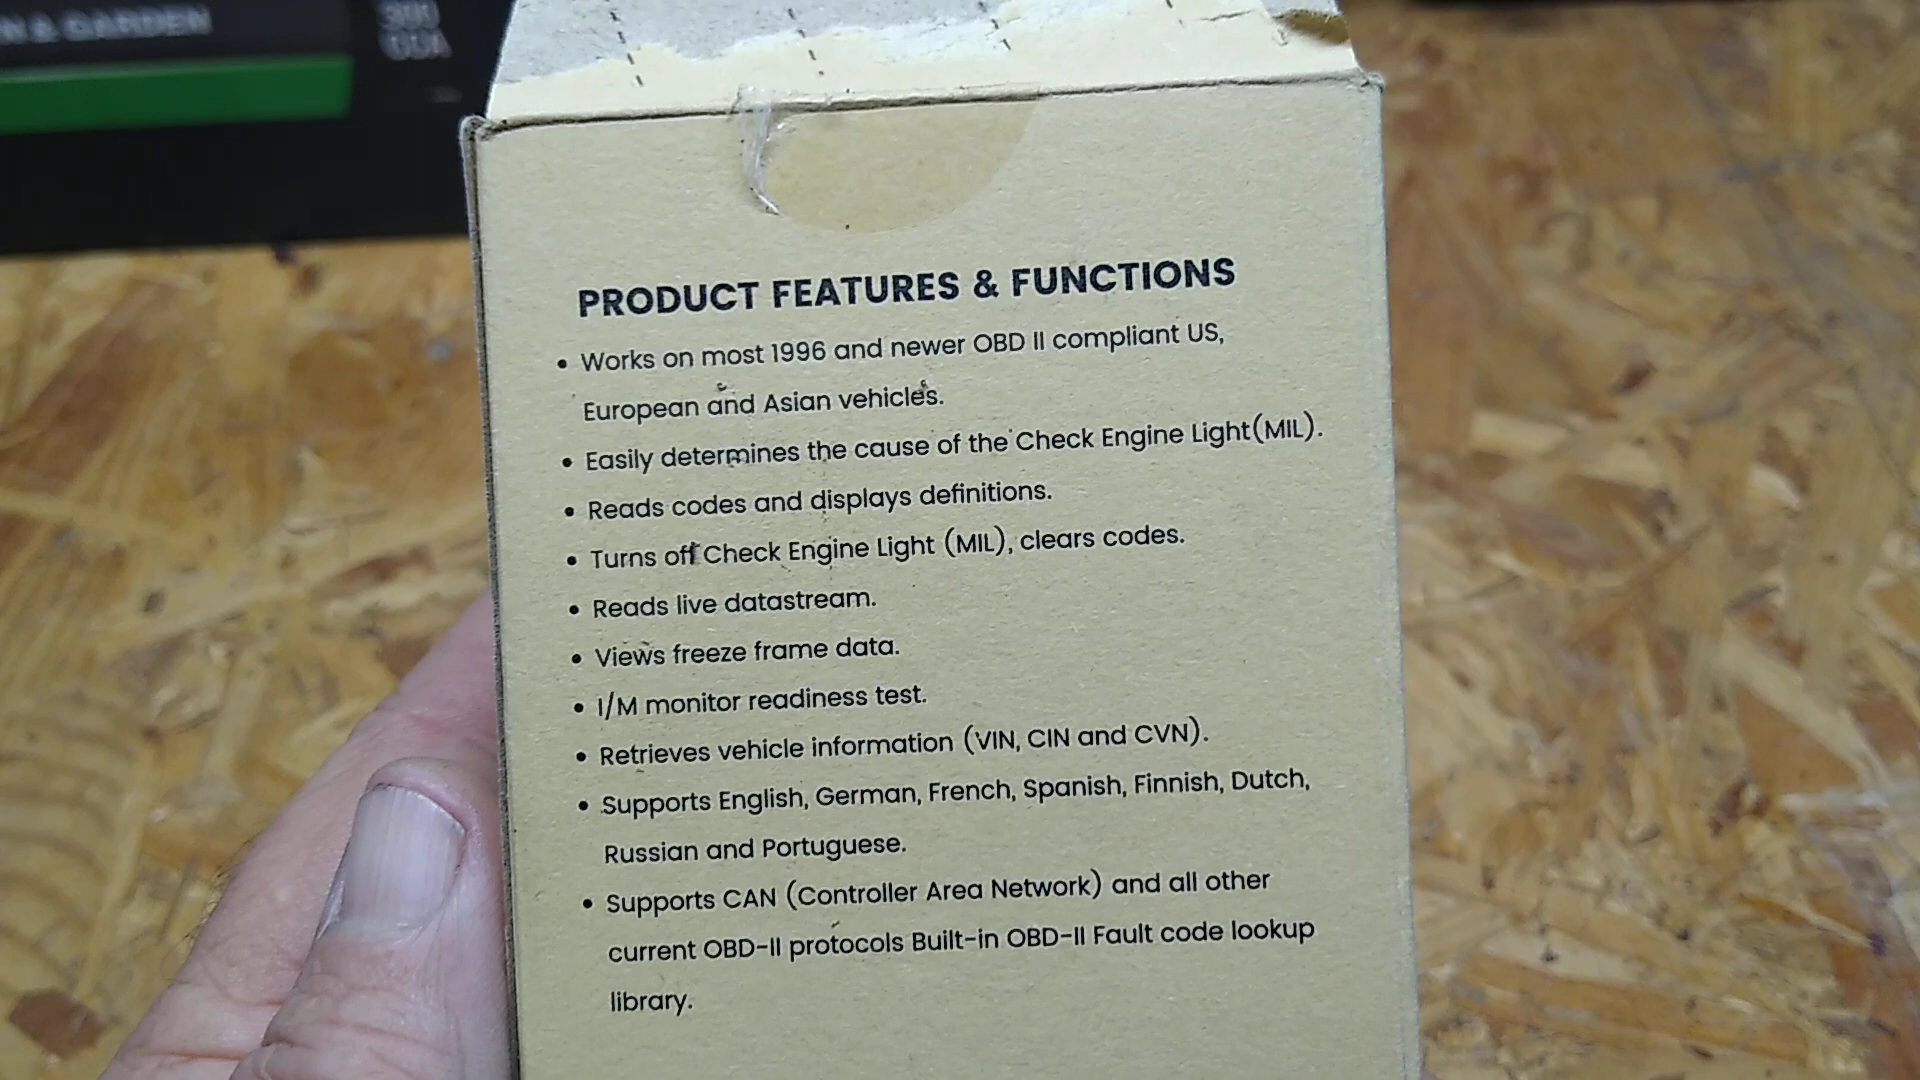 & GARDEN
PRODUCT FEATURES & FUNCTIONS
• Works on most 1996 and newer OBD II compliant US,
European and Asian vehicles.
• Easily determines the cause of the Check Engine Light(MIL).
• Reads codes and displays definitions.
• Turns off Check Engine Light (MIL), clears codes.
• Reads live datastream.
• Views freeze frame data.
• I/M monitor readiness test.
• Retrieves vehicle information (VIN, CIN and CVN).
• Supports English, German, French, Spanish, Finnish, Dutch,
Russian and Portuguese.
• Supports CAN (Controller Area Network) and all other
current OBD-II protocols Built-in OBD-II Fault code lookup
library.